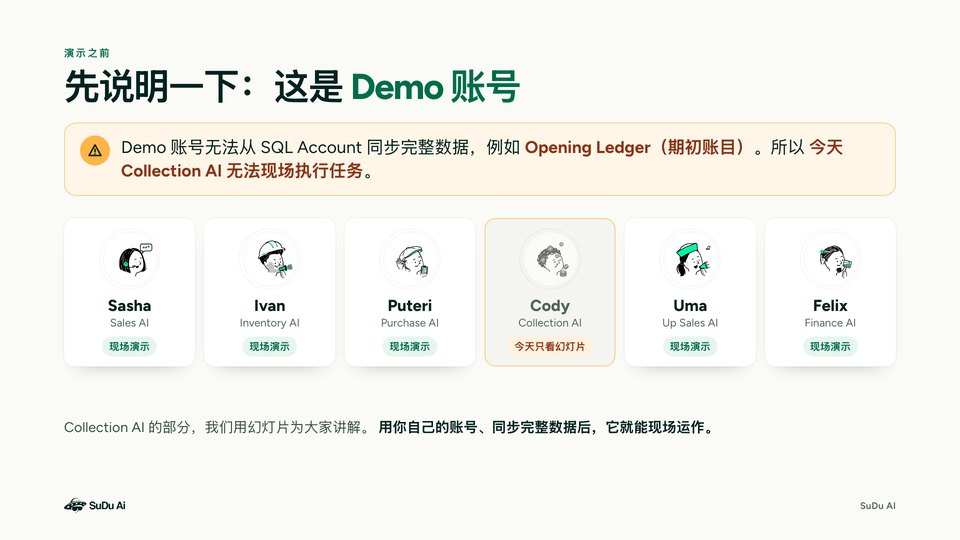 演示之前
先说明一下：这是 Demo 账号
Demo 账号无法从 SQL Account 同步完整数据，例如 Opening Ledger（期初账目）。所以 今天
Collection AI 无法现场执行任务。
Sasha
Sales AI
现场演示
Ivan
Inventory AI
现场演示
Puteri
Purchase AI
现场演示
Cody
Collection AI
今天只看幻灯片
Uma
Up Sales AI
现场演示
Felix
Finance AI
现场演示
Collection AI 的部分，我们用幻灯片为大家讲解。 用你自己的账号、同步完整数据后，它就能现场运作。
SuDu Ai
SuDu AI